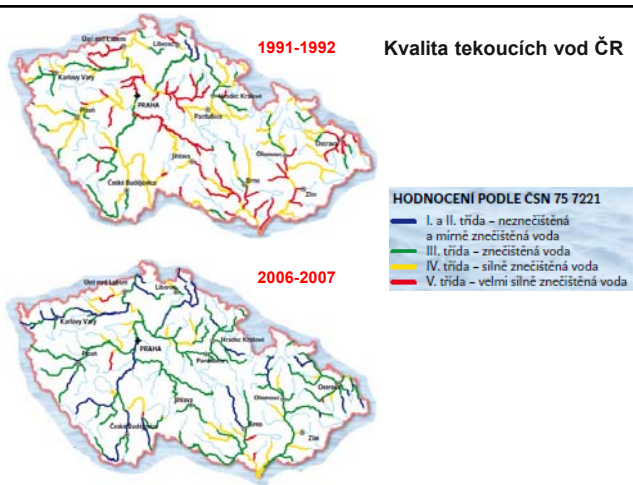 Kvalita tekoucích vod ČR
1991-1992
Ústí nad Labem
Liberec
Karlovy Vary
Hradec Králové
PRAHA
Pardubice
Plzeň
Ostrava
Olomouc
Jihlava
České Budějovice
Brno
Zlín
HODNOCENÍ PODLE ČSN 75 7221
I. a II. třída – neznečištěná
a mírně znečištěná voda
III. třída – znečištěná voda
IV. třída – silně znečištěná voda
V. třída – velmi silně znečištěná voda
2006-2007
Ústí nad Labem
Liberec
Karlovy Vary
Hradec Králové
PRAHA
Plzeň
Pardubice
Ostrava
Olomouc
Jihlava
České Budějovice
Brno
Zlín